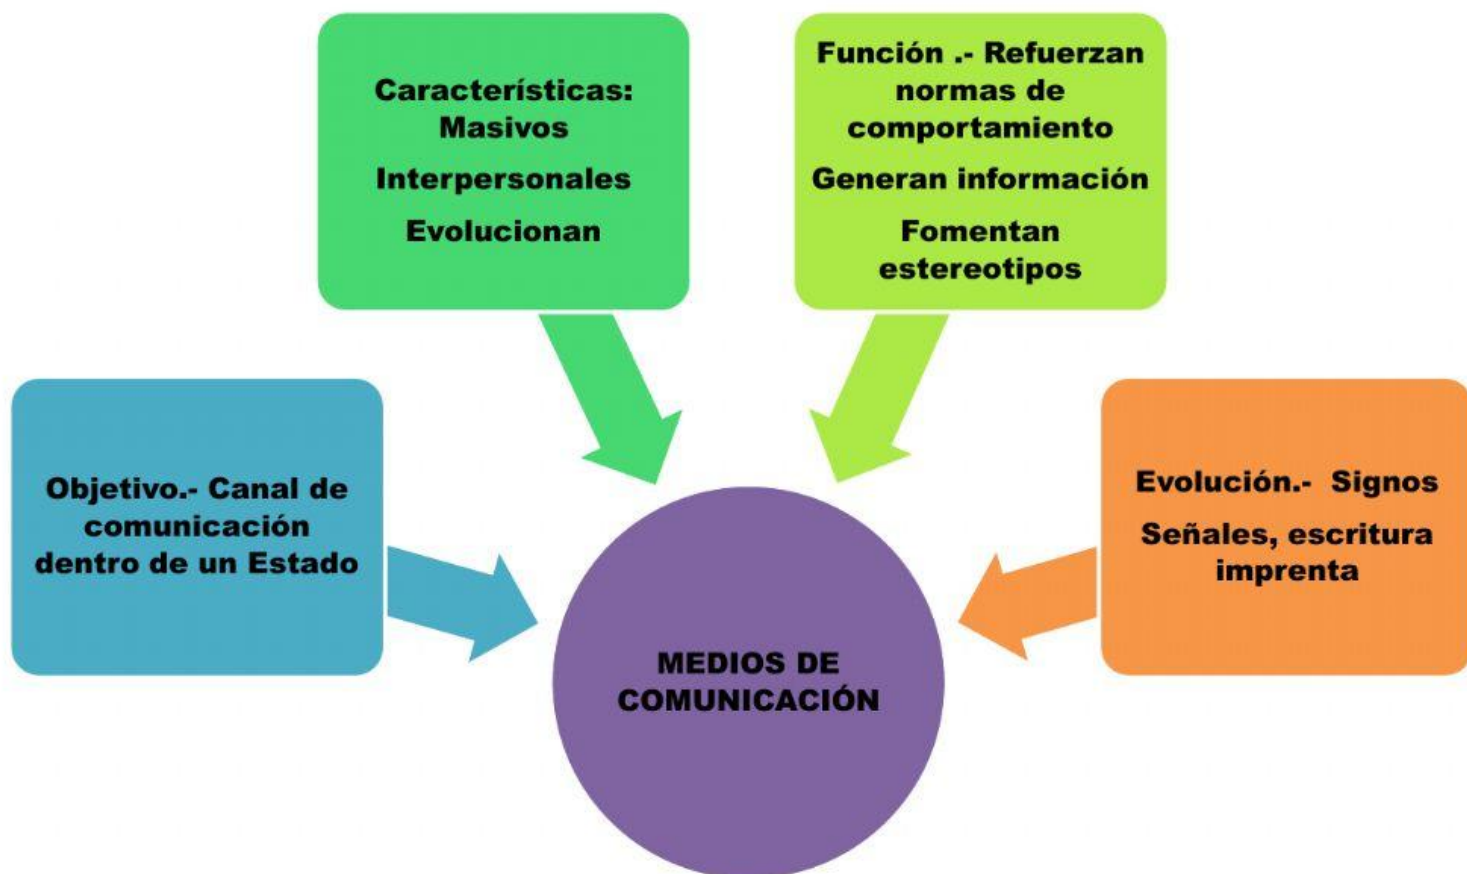 Características:
Masivos
Interpersonales
Evolucionan
Función .- Refuerzan
normas de
comportamiento
Generan información
Fomentan
estereotipos
Objetivo.- Canal de
comunicación
dentro de un Estado
Evolución.- Signos
Señales, escritura
imprenta
MEDIOS DE
COMUNICACIÓN